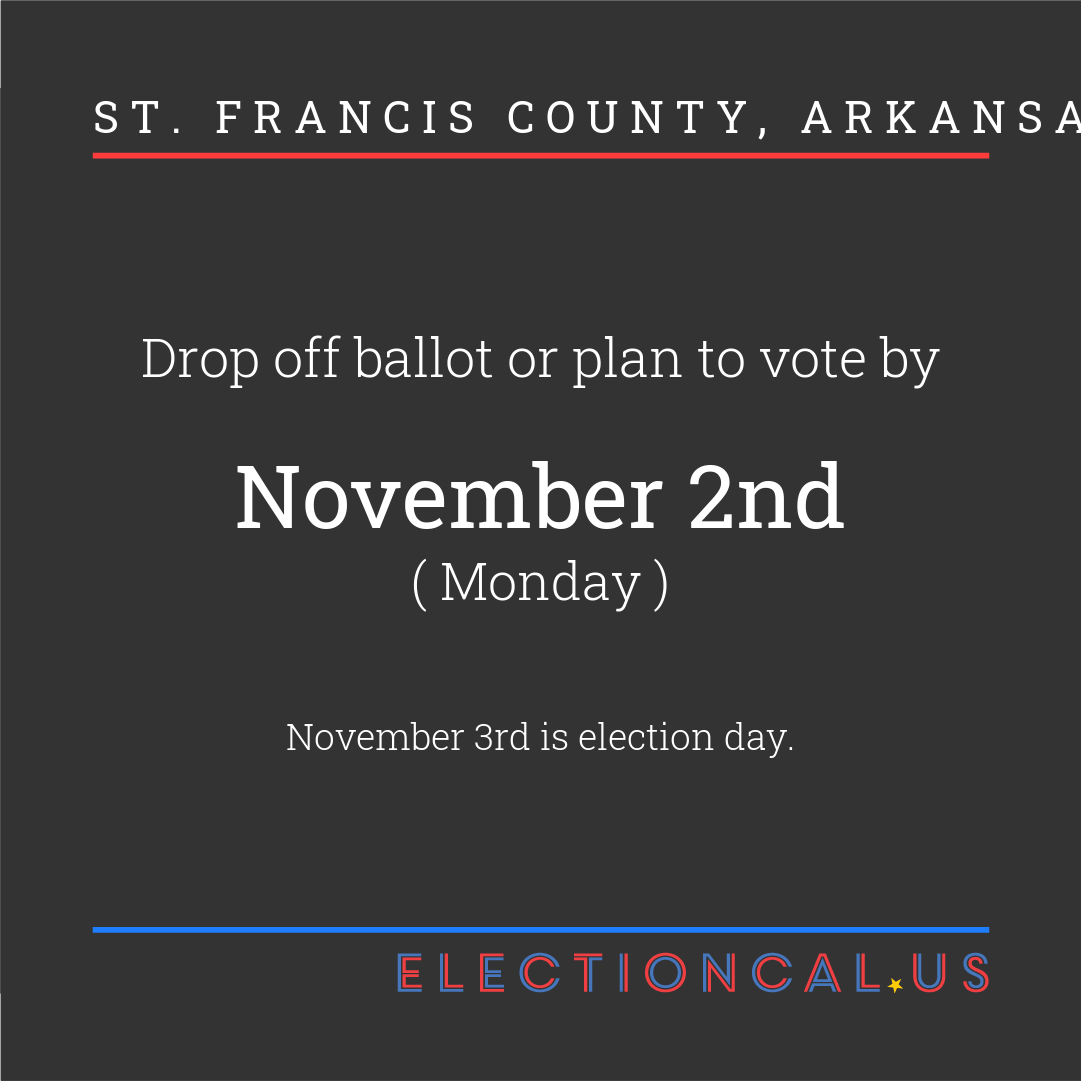 ST. FRANCIS COUNTY, ARKANSA
Drop off ballot or plan to vote by
November 2nd
( Monday )
November 3rd is election day.
ELECTIONCAL.US